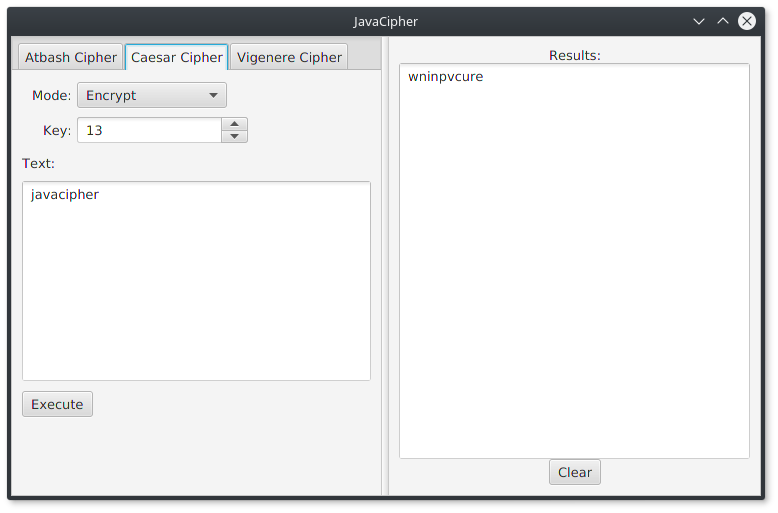 JavaCipher
Atbash Cipher Caesar Cipher Vigenere Cipher
Mode: Encrypt
Key: 13
Text:
javacipher
Execute
Results:
wninpvcure
Clear